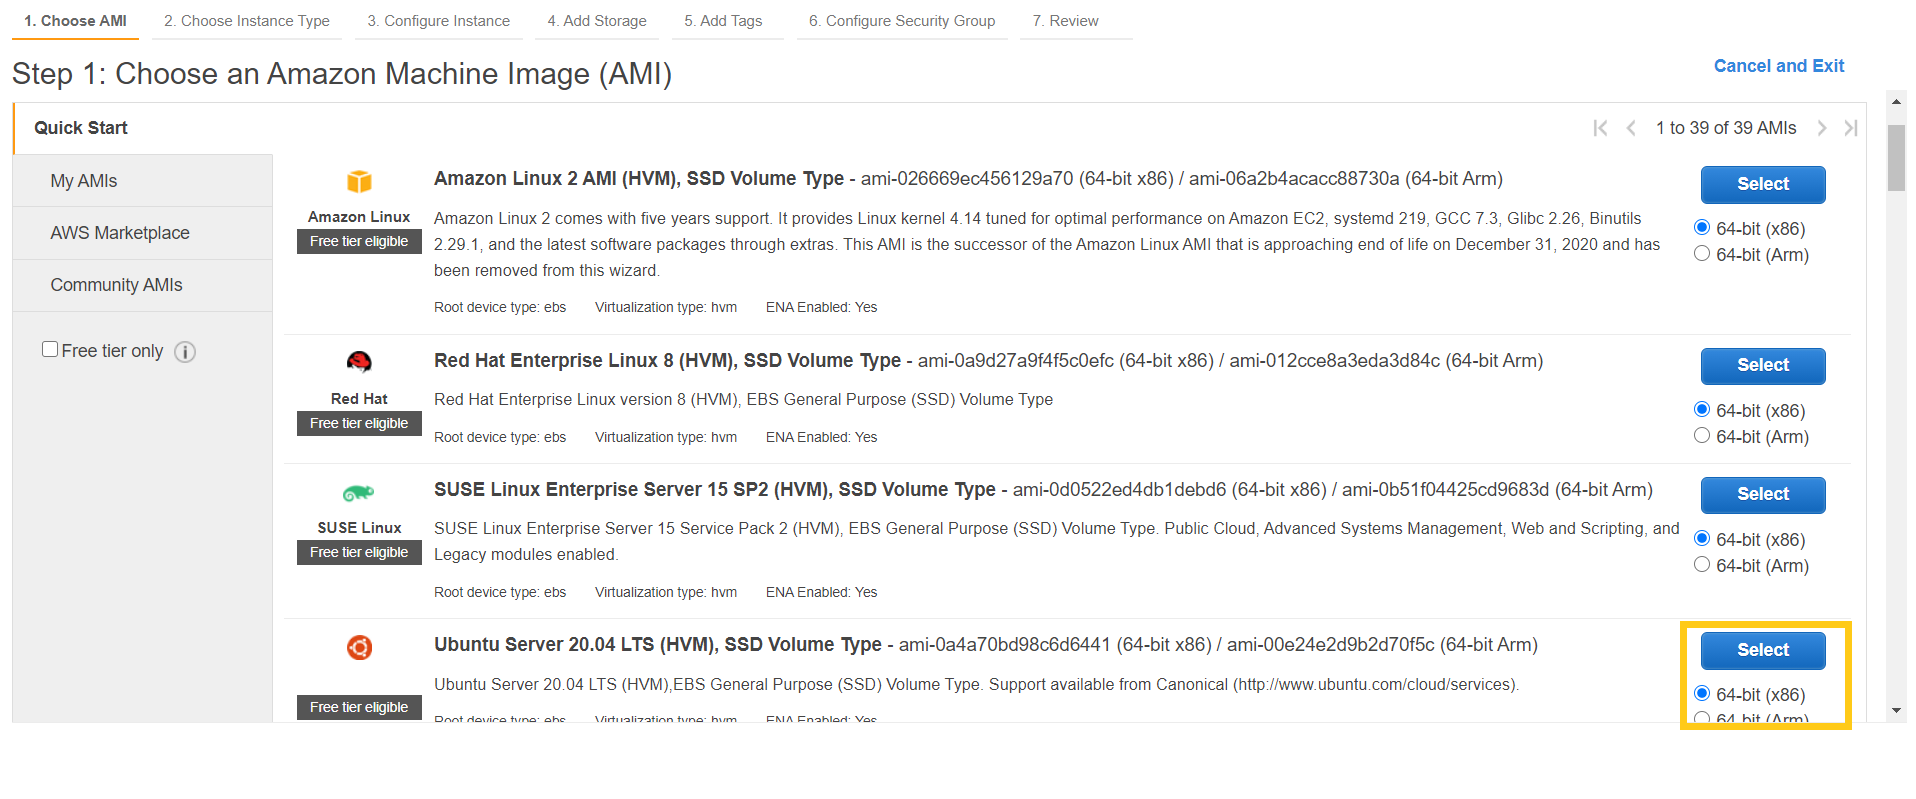 1. Choose AMI 2. Choose Instance Type 3. Configure Instance 4. Add Storage 5. Add Tags 6. Configure Security Group 7. Review
Step 1: Choose an Amazon Machine Image (AMI)
Cancel and Exit
Quick Start
1 to 39 of 39 AMIs
My AMIs
AWS Marketplace
Community AMIs
Free tier only
Amazon Linux
Free tier eligible
Amazon Linux 2 AMI (HVM), SSD Volume Type - ami-026669ec456129a70 (64-bit x86) / ami-06a2b4acacc88730a (64-bit Arm)
Amazon Linux 2 comes with five years support. It provides Linux kernel 4.14 tuned for optimal performance on Amazon EC2, systemd 219, GCC 7.3, Glibc 2.26, Binutils
2.29.1, and the latest software packages through extras. This AMI is the successor of the Amazon Linux AMI that is approaching end of life on December 31, 2020 and has
been removed from this wizard.
Root device type: ebs Virtualization type: hvm ENA Enabled: Yes
Select
64-bit (x86)
64-bit (Arm)
Red Hat
Free tier eligible
Red Hat Enterprise Linux 8 (HVM), SSD Volume Type - ami-0a9d27a9f4f5c0efc (64-bit x86) / ami-012cce8a3eda3d84c (64-bit Arm)
Red Hat Enterprise Linux version 8 (HVM), EBS General Purpose (SSD) Volume Type
Root device type: ebs Virtualization type: hvm ENA Enabled: Yes
Select
64-bit (x86)
64-bit (Arm)
SUSE Linux
Free tier eligible
SUSE Linux Enterprise Server 15 SP2 (HVM), SSD Volume Type - ami-0d0522ed4db1debd6 (64-bit x86) / ami-0b51f04425cd9683d (64-bit Arm)
SUSE Linux Enterprise Server 15 Service Pack 2 (HVM), EBS General Purpose (SSD) Volume Type. Public Cloud, Advanced Systems Management, Web and Scripting, and
Legacy modules enabled.
Root device type: ebs Virtualization type: hvm ENA Enabled: Yes
Select
64-bit (x86)
64-bit (Arm)
Free tier eligible
Ubuntu Server 20.04 LTS (HVM), SSD Volume Type - ami-0a4a70bd98c6d6441 (64-bit x86) / ami-00e24e2d9b2d70f5c (64-bit Arm)
Ubuntu Server 20.04 LTS (HVM),EBS General Purpose (SSD) Volume Type. Support available from Canonical (http://www.ubuntu.com/cloud/services).
Root device type: ebs Virtualization type: hvm ENA Enabled: Yes
Select
64-bit (x86)
64-bit (Arm)